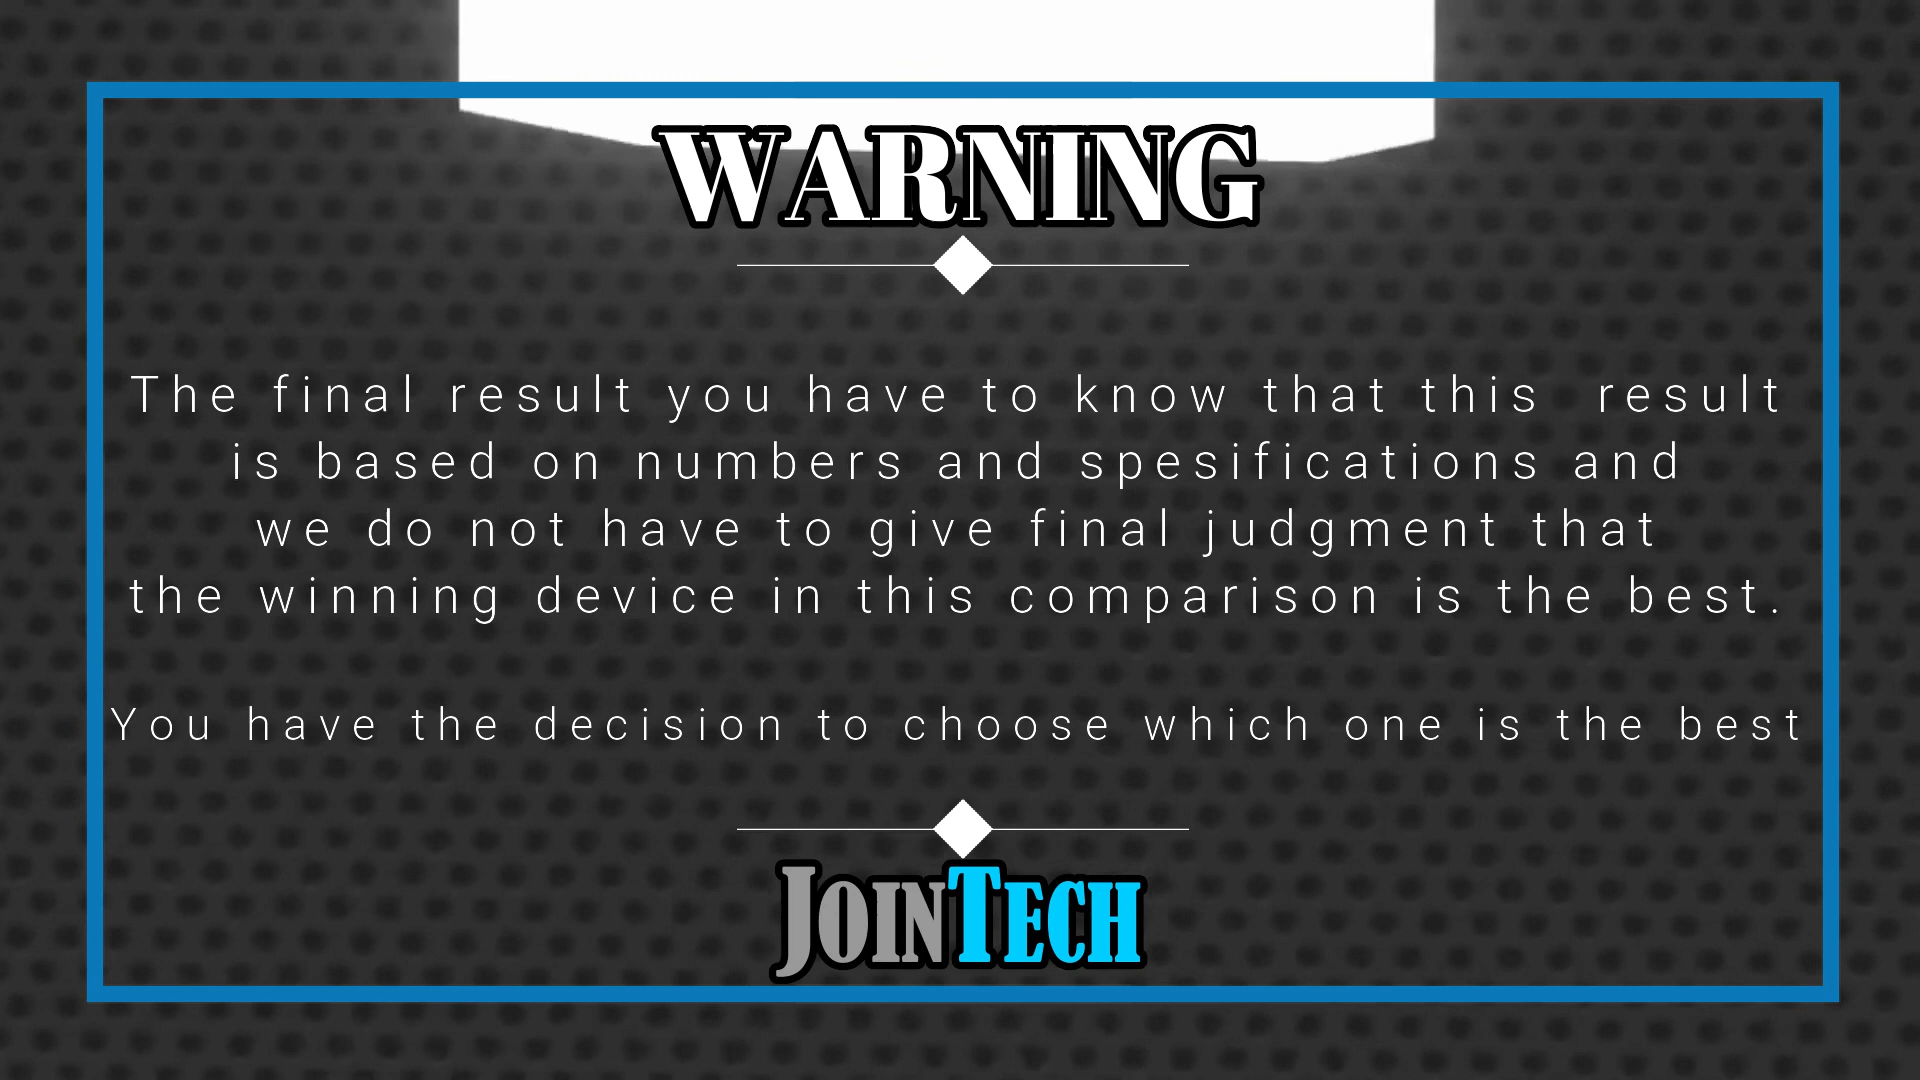 WARNING
The final result you have to know that this result
is based on numbers and spesifications and
we do not have to give final judgment that
the winning device in this comparison is the best.
You have the decision to choose which one is the best
JOINTECH